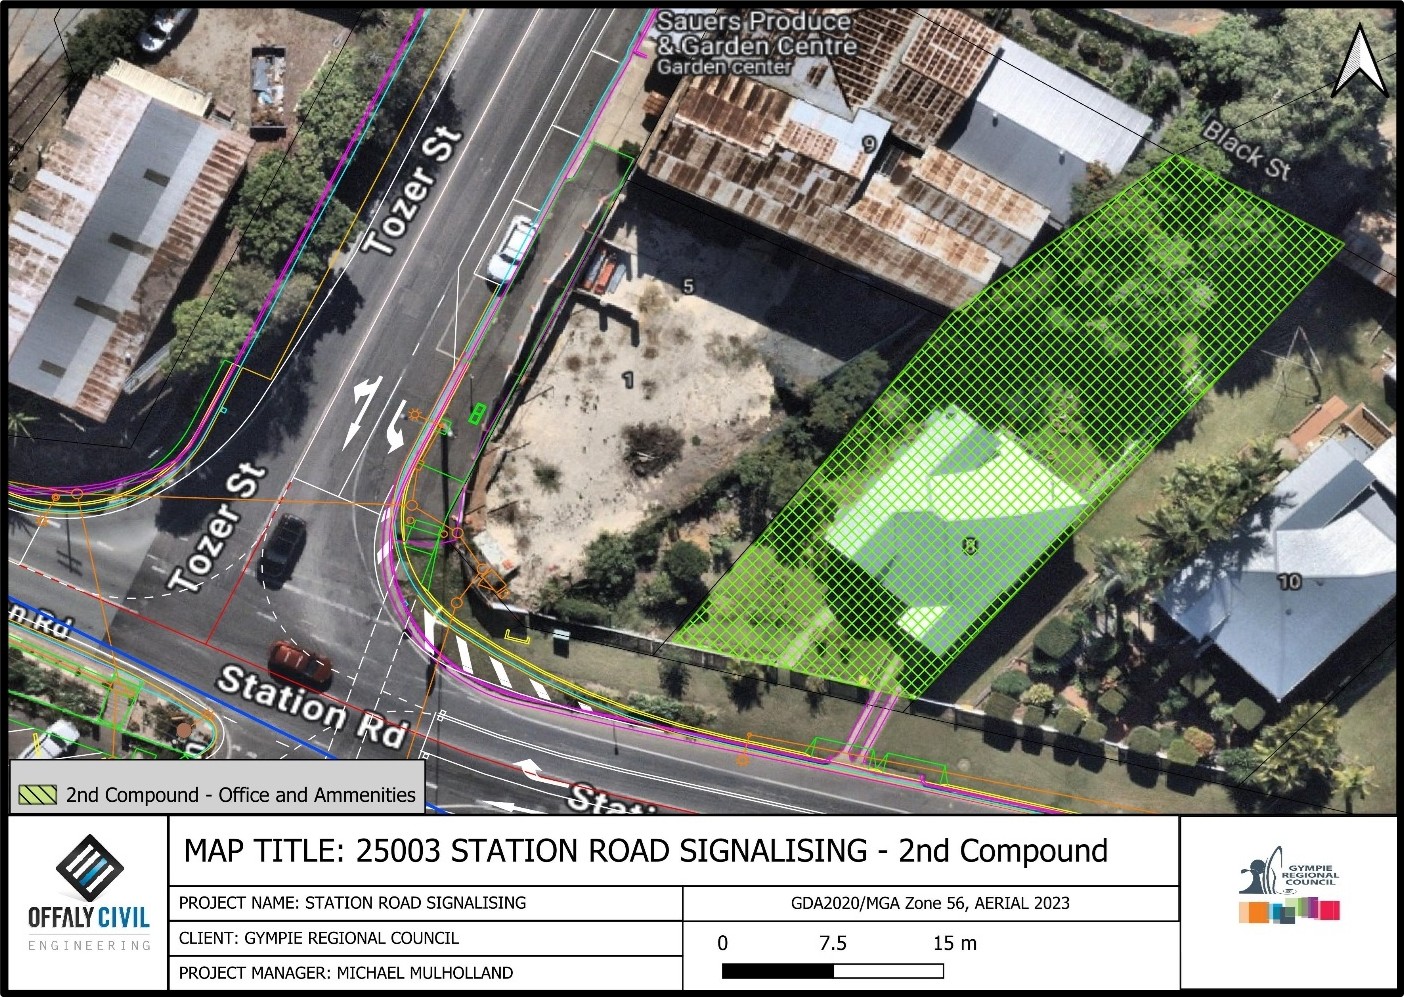 Sauers Produce
& Garden Centre
Garden center
9
Black St
Tozer St
5
1
Tozer St
8
10
n Rd
Station Rd
2nd Compound - Office and Ammenities
MAP TITLE: 25003 STATION ROAD SIGNALISING - 2nd Compound
PROJECT NAME: STATION ROAD SIGNALISING
GDA2020/MGA Zone 56, AERIAL 2023
CLIENT: GYMPIE REGIONAL COUNCIL
0 7.5 15 m
PROJECT MANAGER: MICHAEL MULHOLLAND
OFFALY CIVIL
ENGINEERING
GYMPIE
REGIONAL
COUNCIL